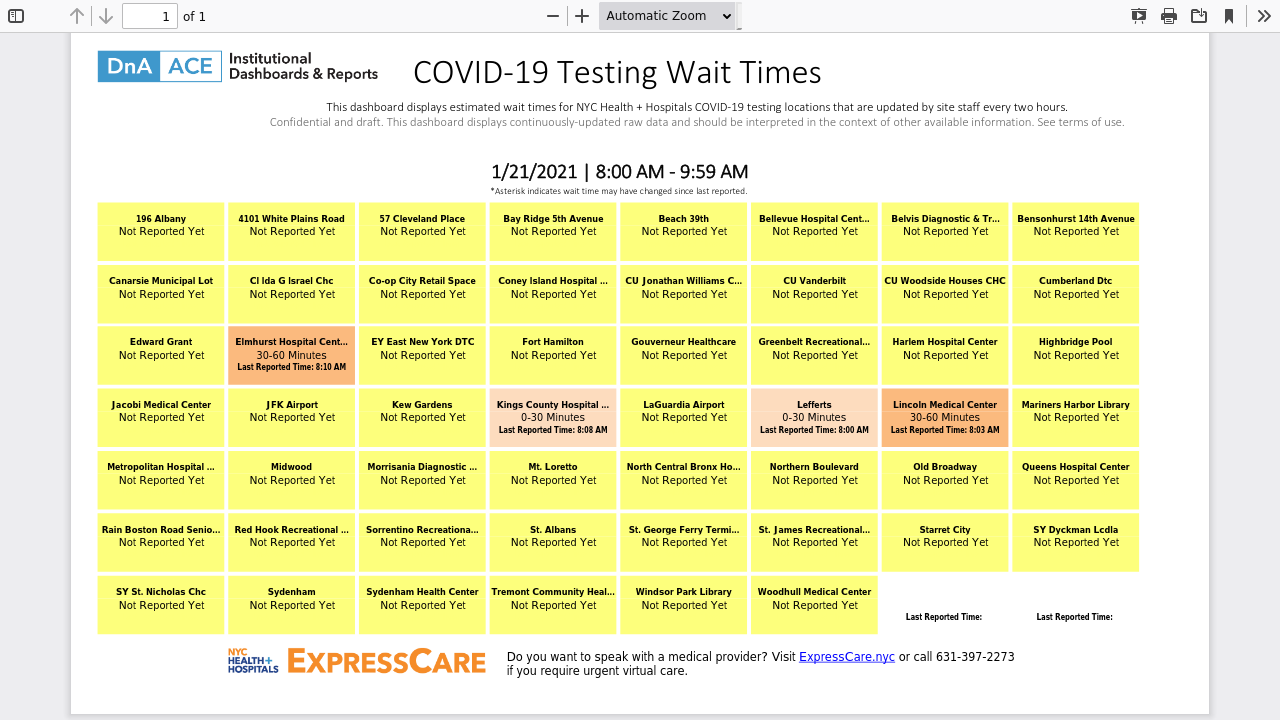 1
of 1
Automatic Zoom
DnA ACE Institutional
Dashboards & Reports
COVID-19 Testing Wait Times
This dashboard displays estimated wait times for NYC Health + Hospitals COVID-19 testing locations that are updated by site staff every two hours.
Confidential and draft. This dashboard displays continuously-updated raw data and should be interpreted in the context of other available information. See terms of use.
1/21/2021 | 8:00 AM - 9:59 AM
*Asterisk indicates wait time may have changed since last reported.
196 Albany
Not Reported Yet
4101 White Plains Road
Not Reported Yet
57 Cleveland Place
Not Reported Yet
Bay Ridge 5th Avenue
Not Reported Yet
Beach 39th
Not Reported Yet
Bellevue Hospital Cent...
Not Reported Yet
Belvis Diagnostic & Tr...
Not Reported Yet
Bensonhurst 14th Avenue
Not Reported Yet
Canarsie Municipal Lot
Not Reported Yet
CI Ida G Israel Chc
Not Reported Yet
Co-op City Retail Space
Not Reported Yet
Coney Island Hospital ...
Not Reported Yet
CU Jonathan Williams C...
Not Reported Yet
CU Vanderbilt
Not Reported Yet
CU Woodside Houses CHC
Not Reported Yet
Cumberland Dtc
Not Reported Yet
Edward Grant
Not Reported Yet
Elmhurst Hospital Cent...
30-60 Minutes
Last Reported Time: 8:10 AM
EY East New York DTC
Not Reported Yet
Fort Hamilton
Not Reported Yet
Gouverneur Healthcare
Not Reported Yet
Greenbelt Recreational...
Not Reported Yet
Harlem Hospital Center
Not Reported Yet
Highbridge Pool
Not Reported Yet
Jacobi Medical Center
Not Reported Yet
JFK Airport
Not Reported Yet
Kew Gardens
Not Reported Yet
Kings County Hospital ...
0-30 Minutes
Last Reported Time: 8:08 AM
LaGuardia Airport
Not Reported Yet
Lefferts
0-30 Minutes
Last Reported Time: 8:00 AM
Lincoln Medical Center
30-60 Minutes
Last Reported Time: 8:03 AM
Mariners Harbor Library
Not Reported Yet
Metropolitan Hospital ...
Not Reported Yet
Midwood
Not Reported Yet
Morrisania Diagnostic ...
Not Reported Yet
Mt. Loretto
Not Reported Yet
North Central Bronx Ho...
Not Reported Yet
Northern Boulevard
Not Reported Yet
Old Broadway
Not Reported Yet
Queens Hospital Center
Not Reported Yet
Rain Boston Road Senio...
Not Reported Yet
Red Hook Recreational ...
Not Reported Yet
Sorrentino Recreationa...
Not Reported Yet
St. Albans
Not Reported Yet
St. George Ferry Termi...
Not Reported Yet
St. James Recreational...
Not Reported Yet
Starret City
Not Reported Yet
SY Dyckman Lcdla
Not Reported Yet
SY St. Nicholas Chc
Not Reported Yet
Sydenham
Not Reported Yet
Sydenham Health Center
Not Reported Yet
Tremont Community Heal...
Not Reported Yet
Windsor Park Library
Not Reported Yet
Woodhull Medical Center
Not Reported Yet
Last Reported Time:
Last Reported Time:
NYC
HEALTH+
HOSPITALS
EXPRESSCARE
Do you want to speak with a medical provider? Visit ExpressCare.nyc or call 631-397-2273
if you require urgent virtual care.